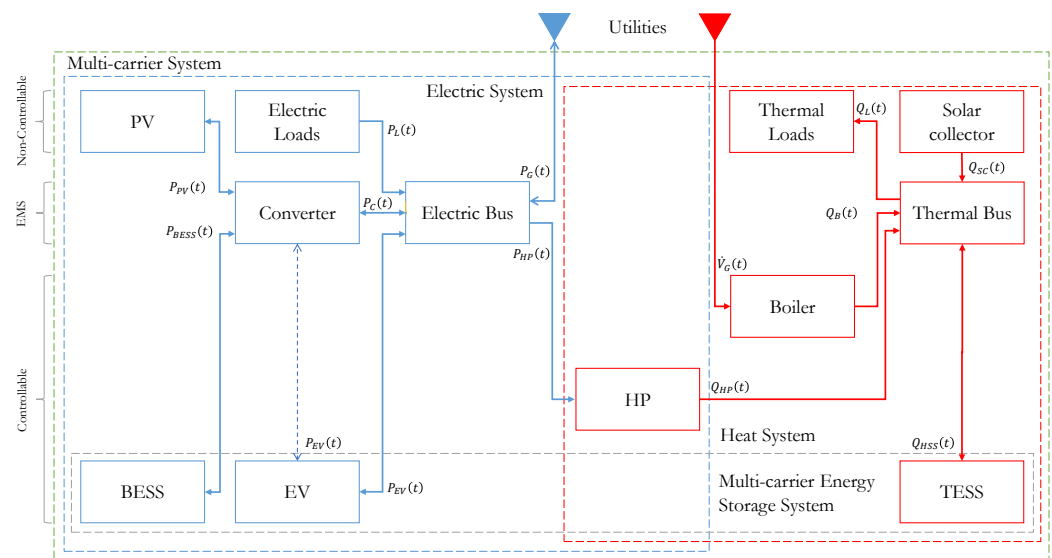 Utilities
Multi-carrier System
Electric System
Non-Controllable
PV
Electric
Loads
Thermal
Loads
Solar
collector
P_L(t)
Q_L(t)
P_G(t)
Q_SC(t)
EMS
P_PV(t)
Converter
P_C(t)
Electric Bus
Q_B(t)
Thermal Bus
P_BESS(t)
P_HP(t)
V̇_G(t)
Boiler
Controllable
HP
Q_HP(t)
Heat System
P_EV(t)
Q_HSS(t)
BESS
EV
P_EV(t)
Multi-carrier Energy
Storage System
TESS